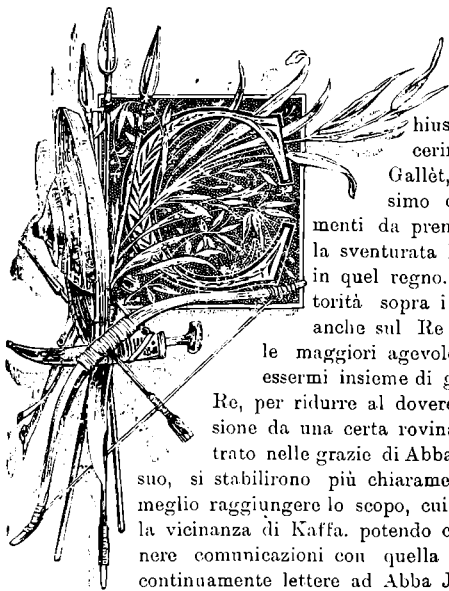 Chius
cerin
Gallèt,
simo
menti da pren
la sventurata
in quel regno.
torità sopra i
anche sul Re
le maggiori agevole
essermi insieme di g
Re, per ridurre al dovere
sione da una certa rovina
trato nelle grazie di Abba
suo, si stabilirono più chiarame
meglio raggiungere lo scopo, cui
la vicinanza di Kaffa. potendo c
nere comunicazioni con quella
continuamente lettere ad Abba J